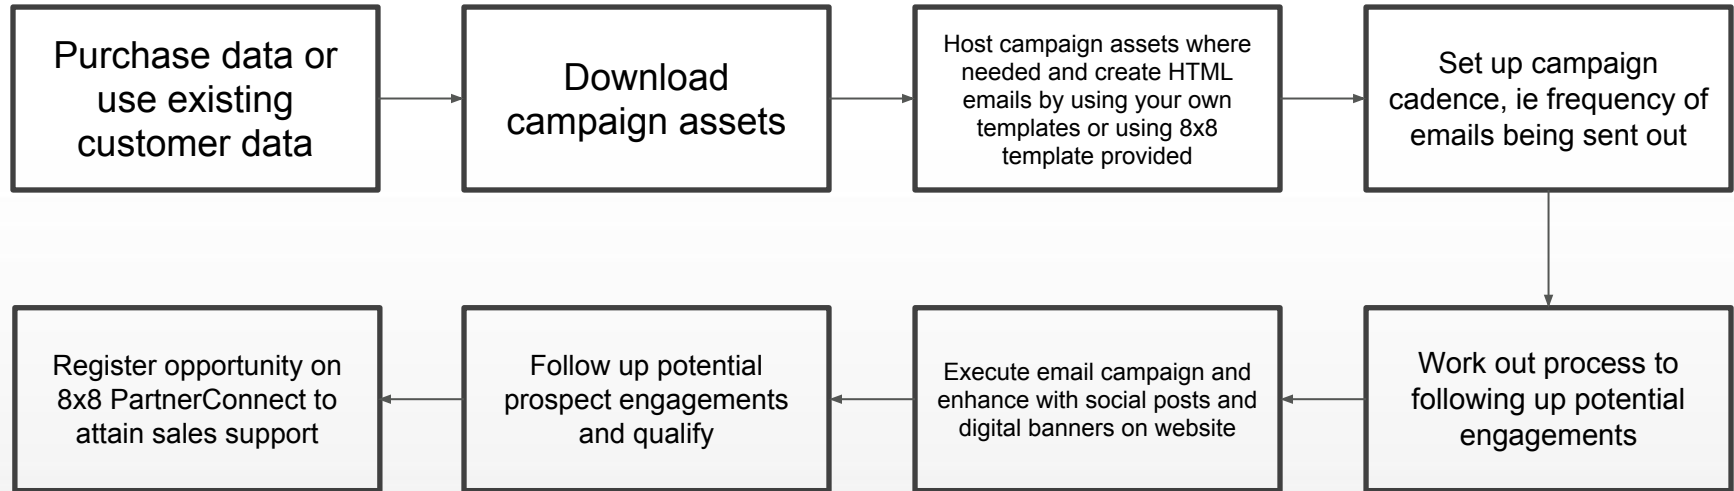 Purchase data or
use existing
customer data
Download
campaign assets
Host campaign assets where
needed and create HTML
emails by using your own
templates or using 8x8
template provided
Set up campaign
cadence, ie frequency of
emails being sent out
Work out process to
following up potential
engagements
Execute email campaign and
enhance with social posts and
digital banners on website
Follow up potential
prospect engagements
and qualify
Register opportunity on
8x8 PartnerConnect to
attain sales support